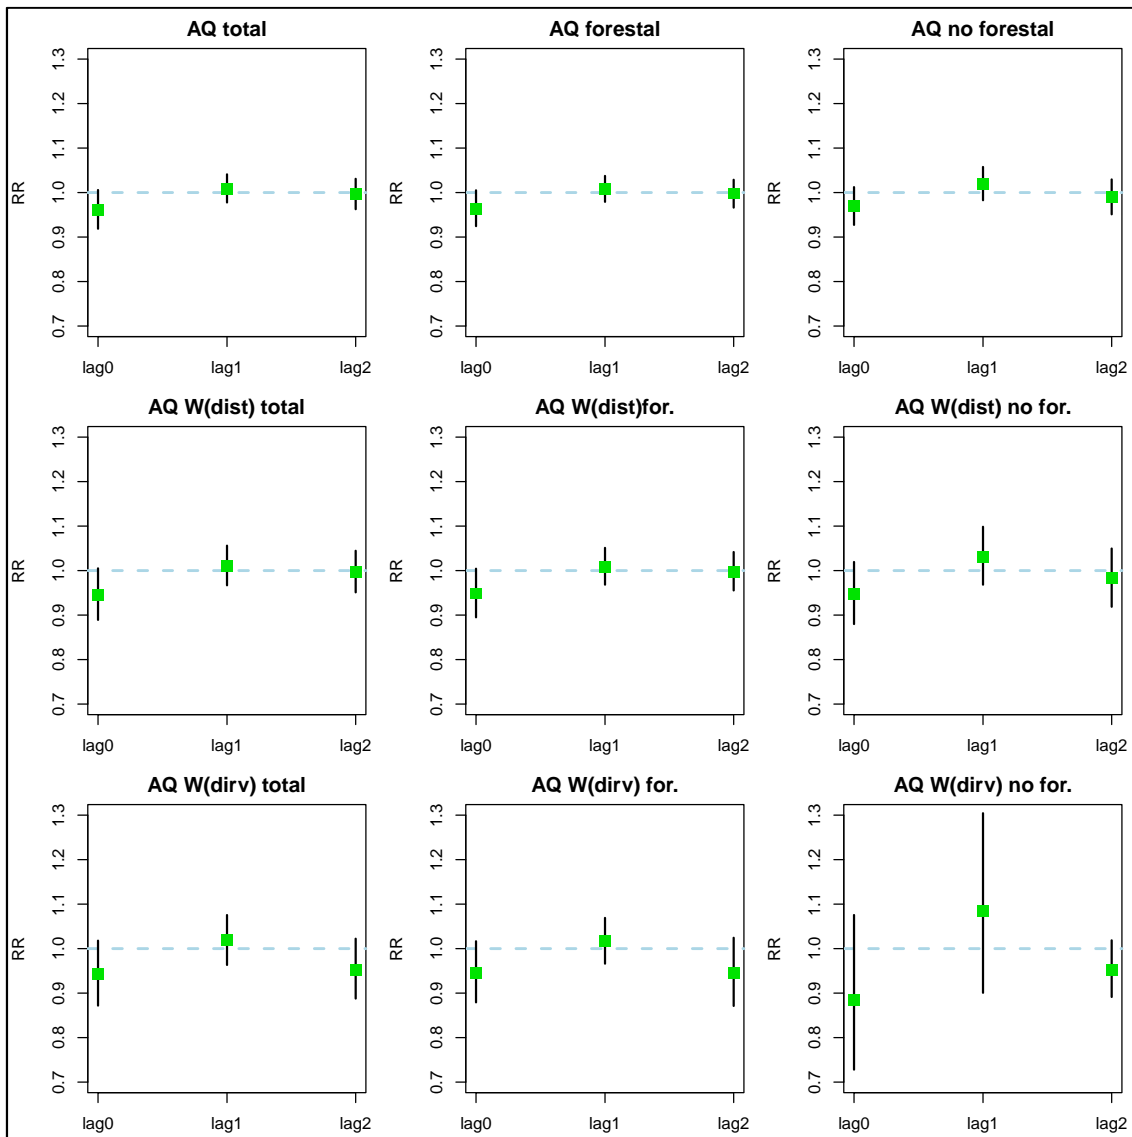 AQ total
AQ forestal
AQ no forestal
RR
0.7 0.8 0.9 1.0 1.1 1.2 1.3
lag0 lag1 lag2
RR
0.7 0.8 0.9 1.0 1.1 1.2 1.3
lag0 lag1 lag2
RR
0.7 0.8 0.9 1.0 1.1 1.2 1.3
lag0 lag1 lag2
AQ W(dist) total
AQ W(dist)for.
AQ W(dist) no for.
RR
0.7 0.8 0.9 1.0 1.1 1.2 1.3
lag0 lag1 lag2
RR
0.7 0.8 0.9 1.0 1.1 1.2 1.3
lag0 lag1 lag2
RR
0.7 0.8 0.9 1.0 1.1 1.2 1.3
lag0 lag1 lag2
AQ W(dirv) total
AQ W(dirv) for.
AQ W(dirv) no for.
RR
0.7 0.8 0.9 1.0 1.1 1.2 1.3
lag0 lag1 lag2
RR
0.7 0.8 0.9 1.0 1.1 1.2 1.3
lag0 lag1 lag2
RR
0.7 0.8 0.9 1.0 1.1 1.2 1.3
lag0 lag1 lag2